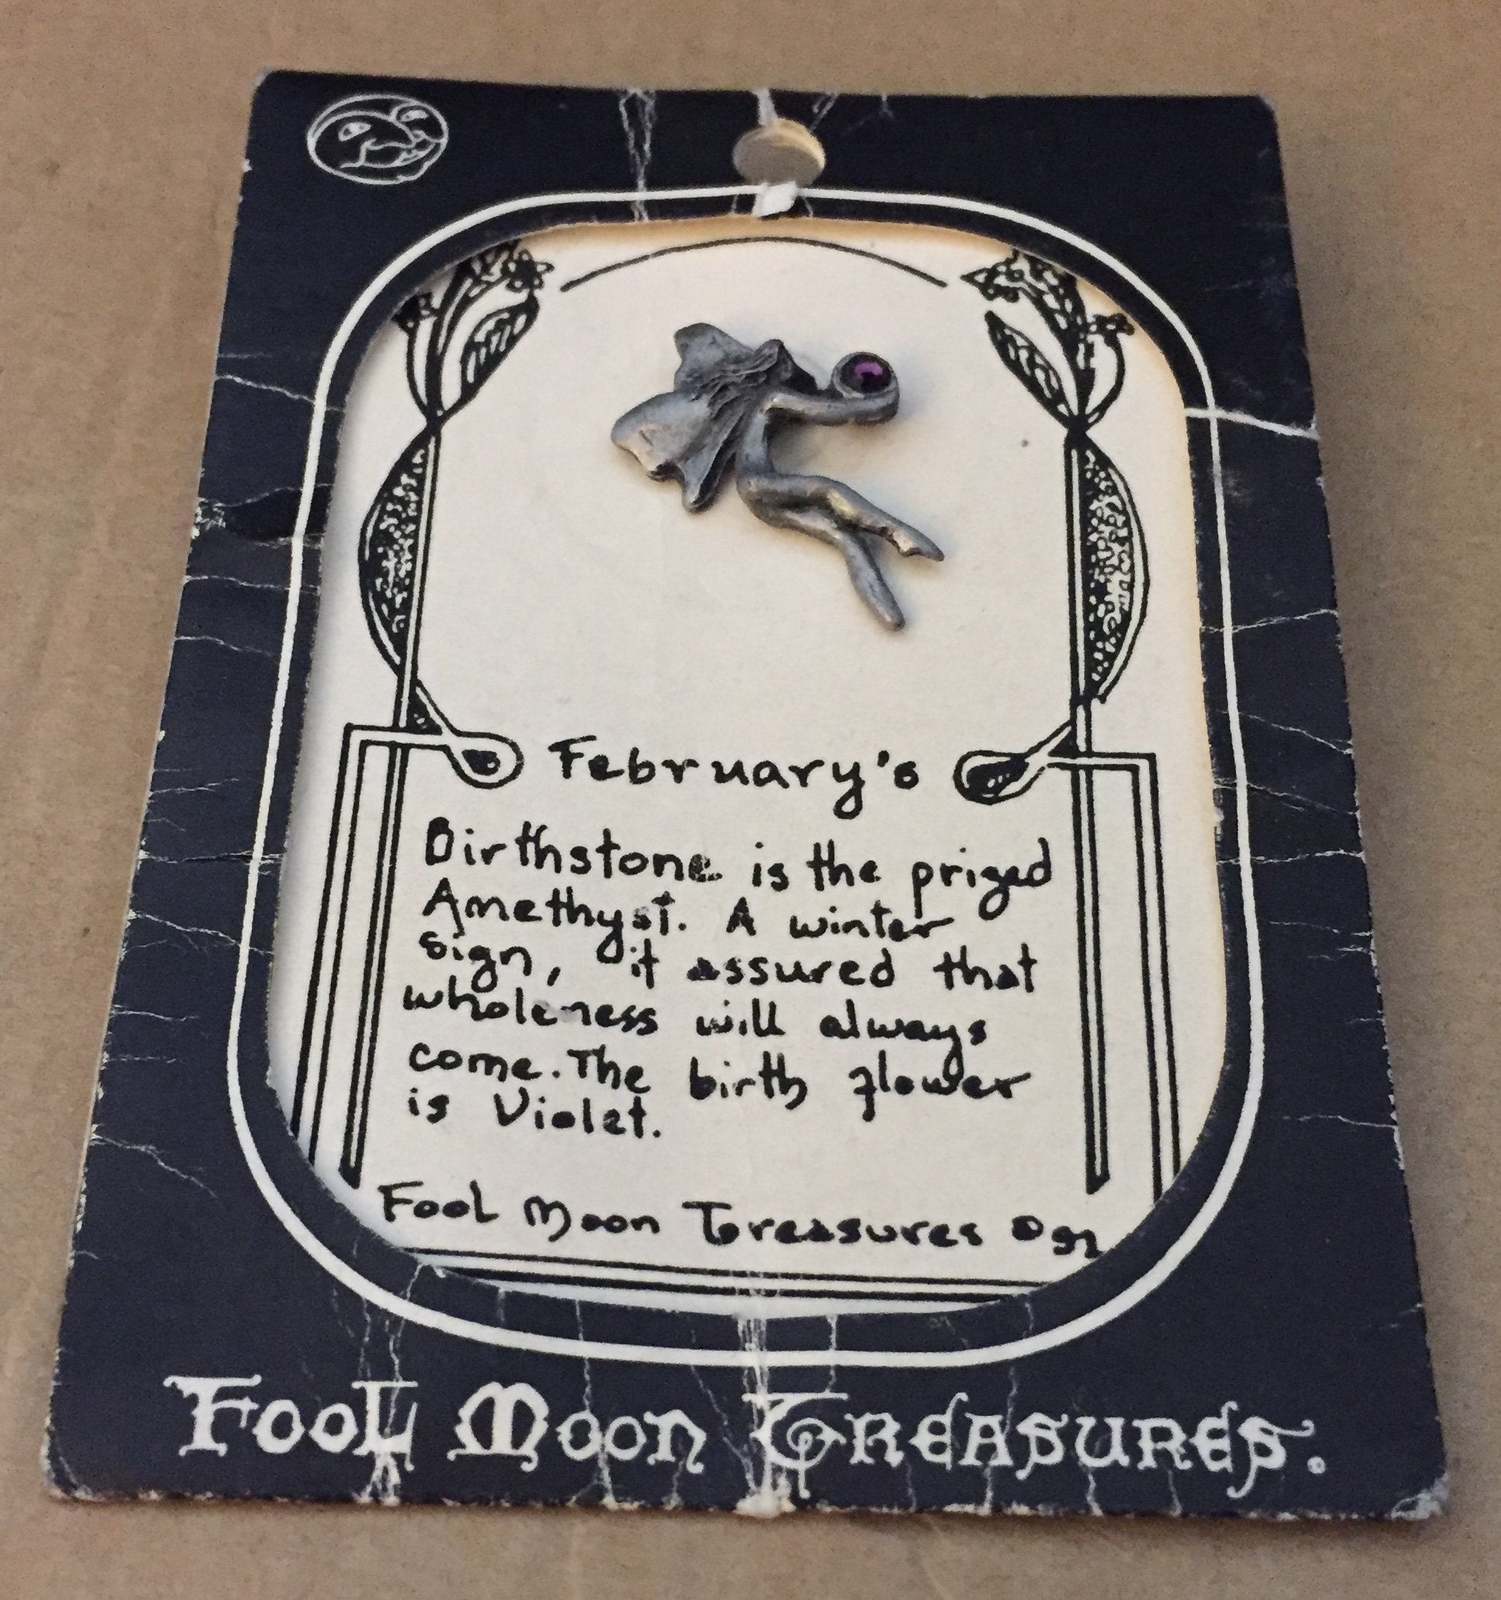 February's
Birthstone is the prized
Amethyst. A winter
sign, it assured that
wholeness will always
come. The birth flower
is Violet.
Fool Moon Treasures © 92
Fool Moon Treasures.